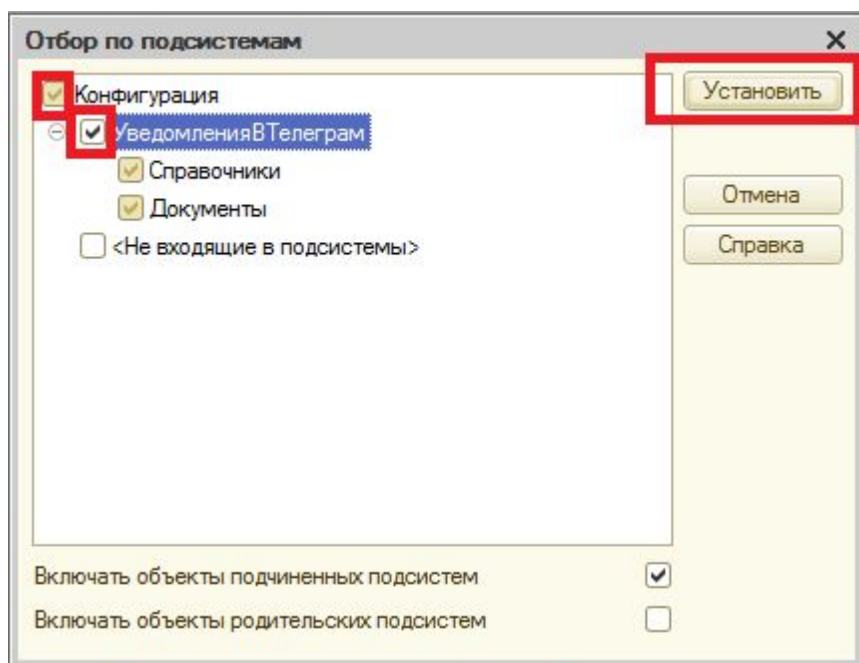 Отбор по подсистемам
Конфигурация
УведомленияВТелеграм
Справочники
Документы
<Не входящие в подсистемы>
Установить
Отмена
Справка
Включать объекты подчиненных подсистем
Включать объекты родительских подсистем